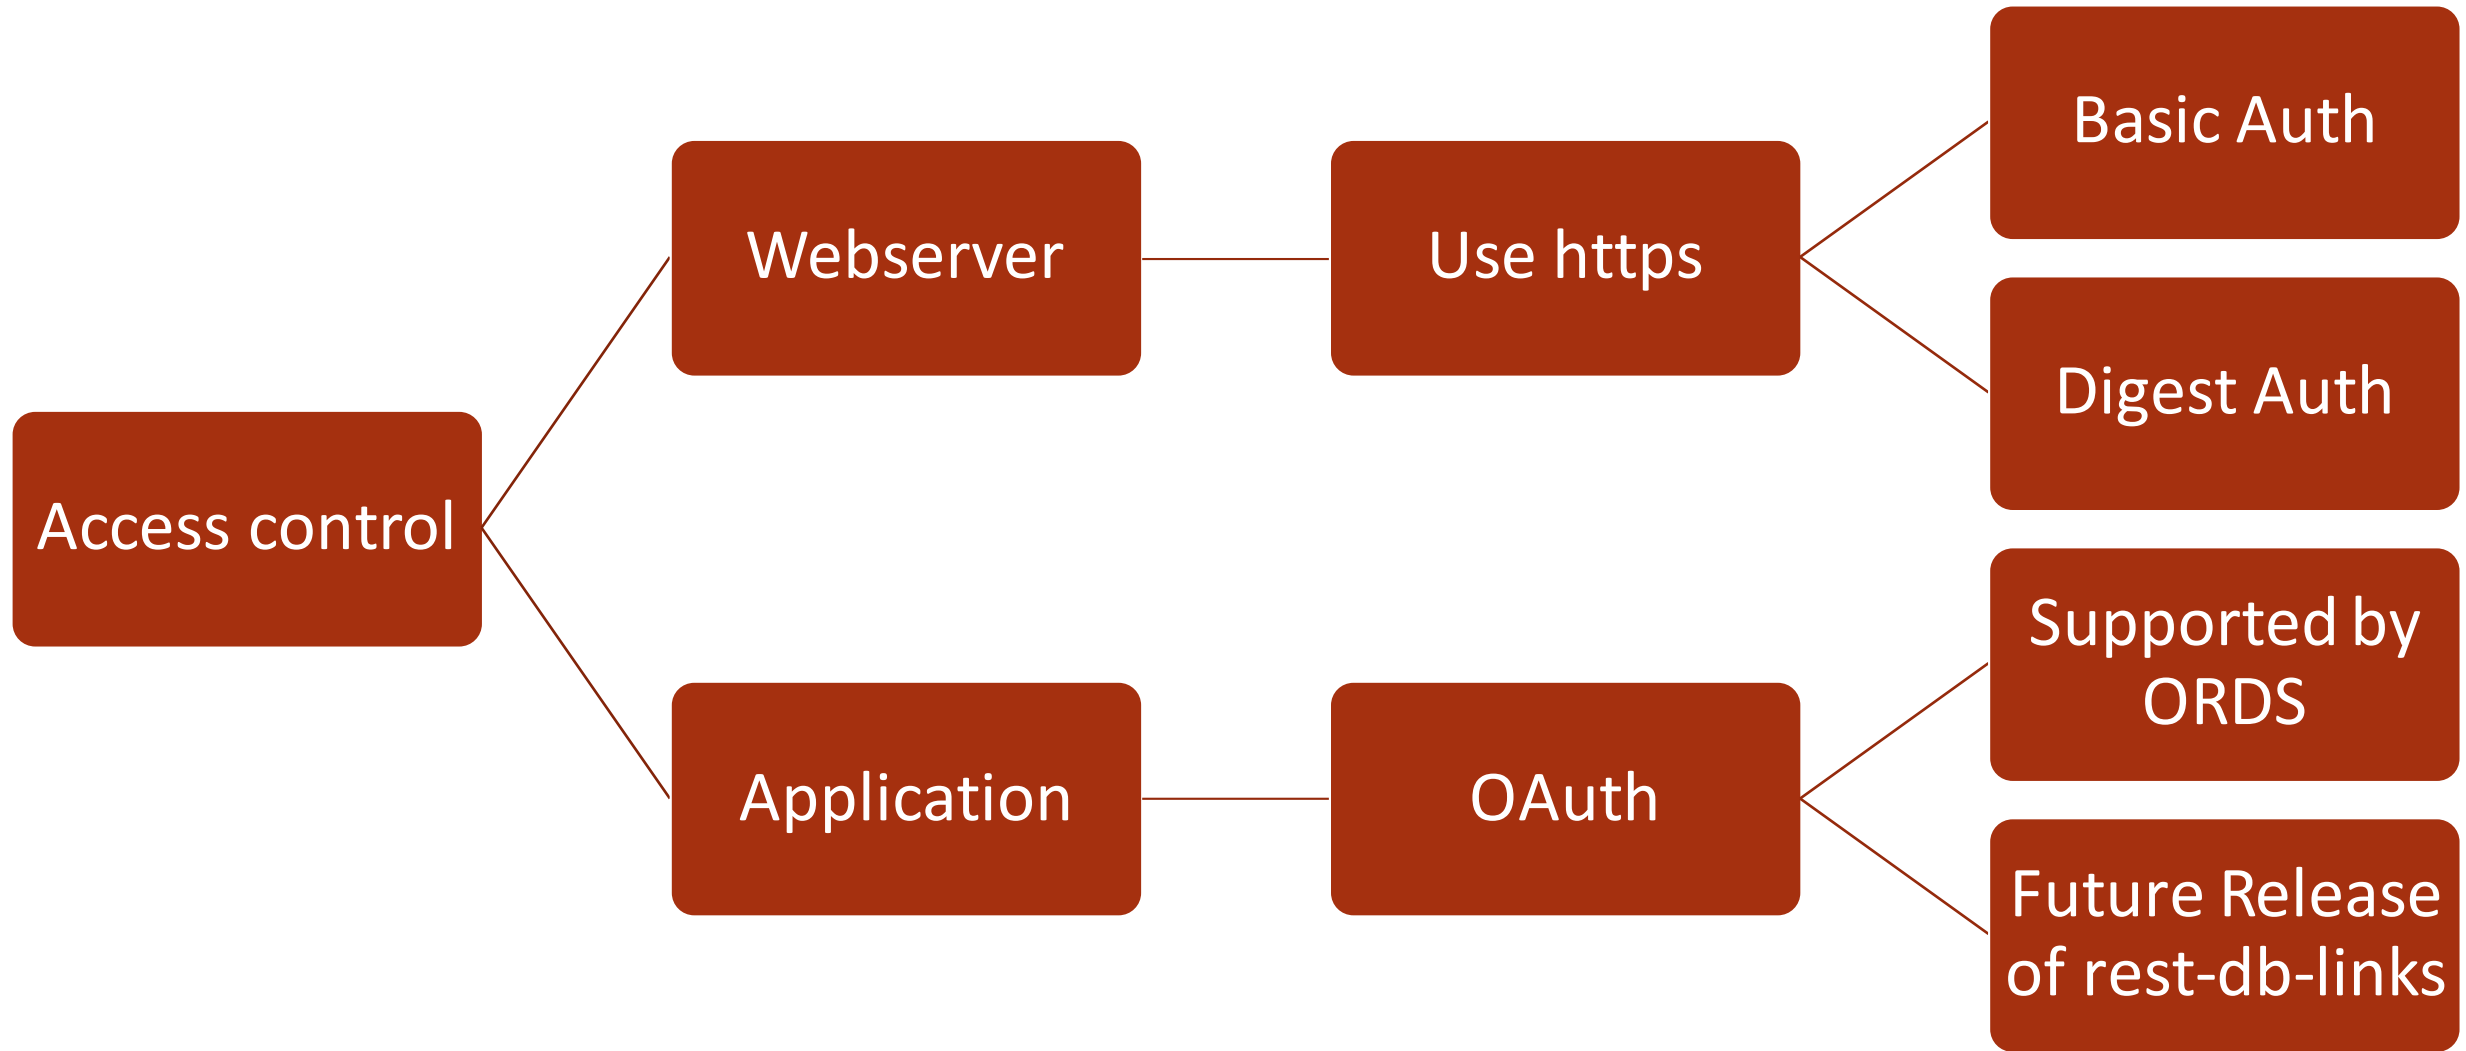 Access control
Webserver
Use https
Basic Auth
Digest Auth
Application
OAuth
Supported by
ORDS
Future Release
of rest-db-links